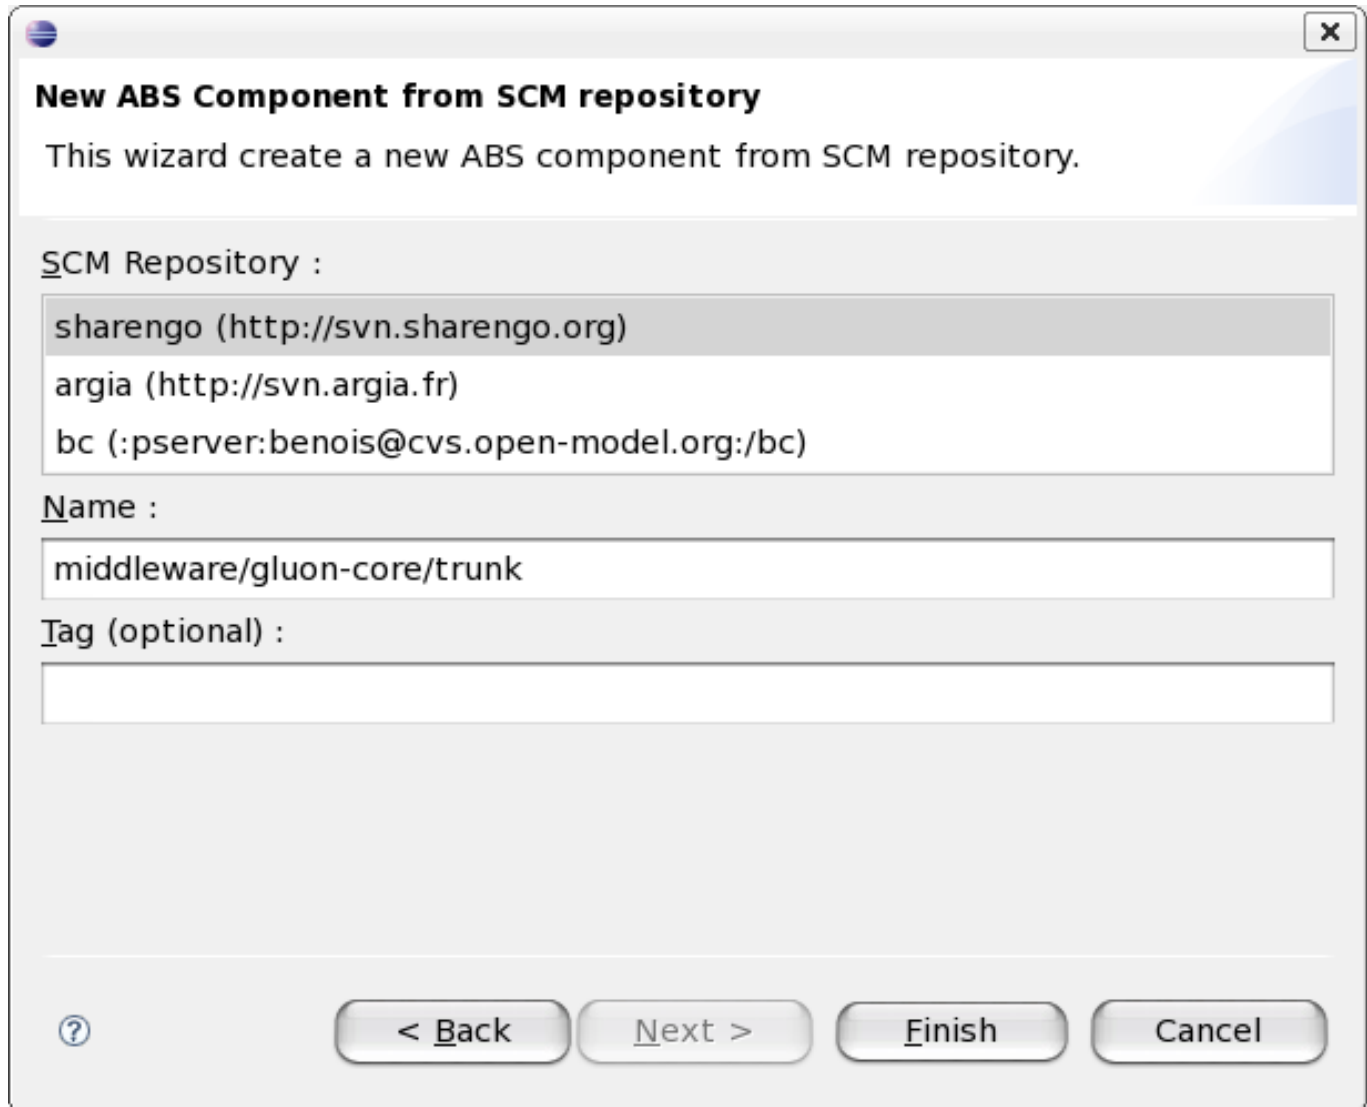 New ABS Component from SCM repository
This wizard create a new ABS component from SCM repository.
SCM Repository :
sharengo (http://svn.sharengo.org)
argia (http://svn.argia.fr)
bc (:pserver:benois@cvs.open-model.org:/bc)
Name :
middleware/gluon-core/trunk
Tag (optional) :
< Back Next > Finish Cancel